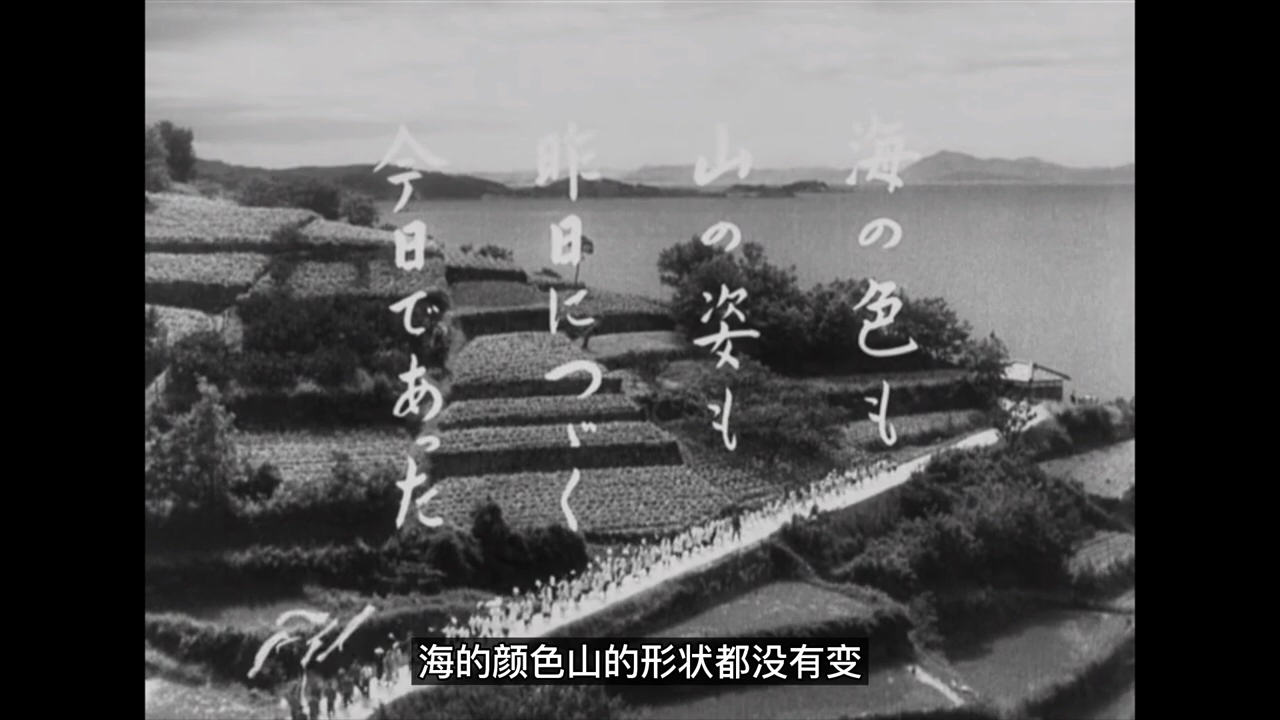 海の色も
山の姿も
昨日につゞく
今日であった
海的颜色山的形状都没有变